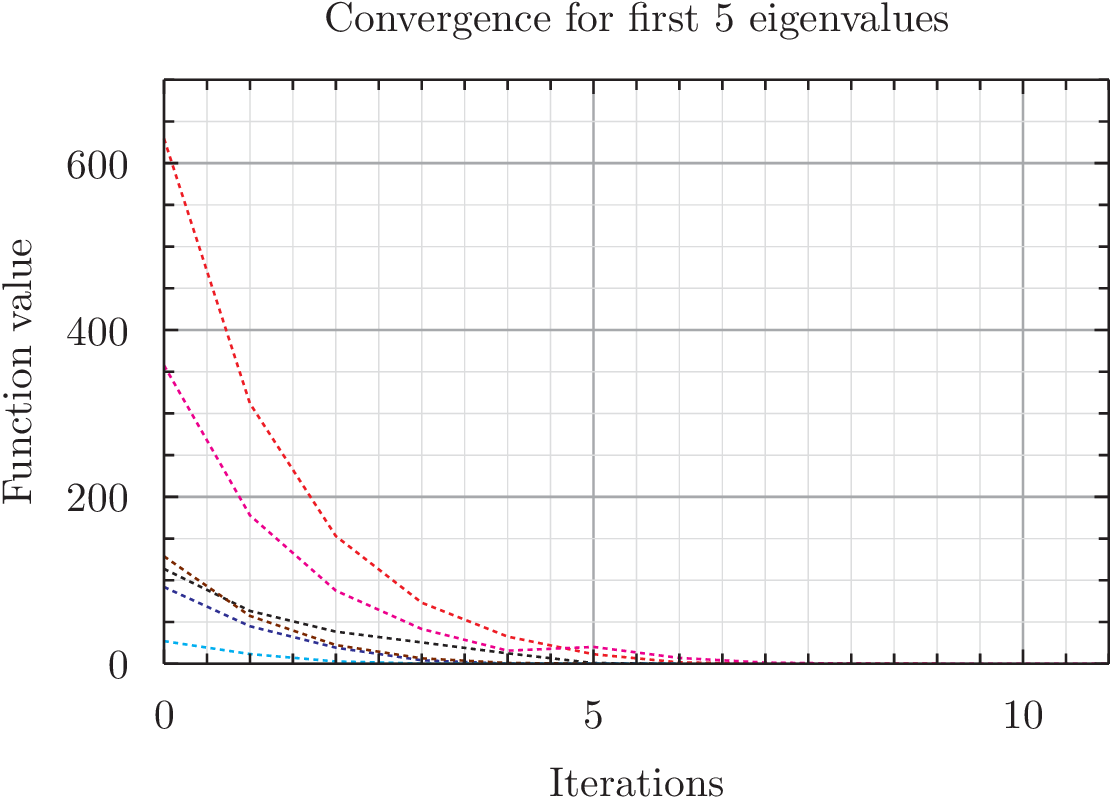 Convergence for first 5 eigenvalues
600
400
200
0
Function value
0 5 10
Iterations